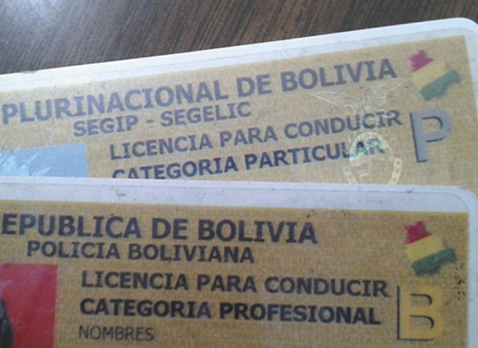 PLURINACIONAL DE BOLIVIA
SEGIP - SEGELIC
LICENCIA PARA CONDUCIR
CATEGORIA PARTICULAR
P
EPUBLICA DE BOLIVIA
POLICIA BOLIVIANA
LICENCIA PARA CONDUCIR
CATEGORIA PROFESIONAL
B
NOMBRES